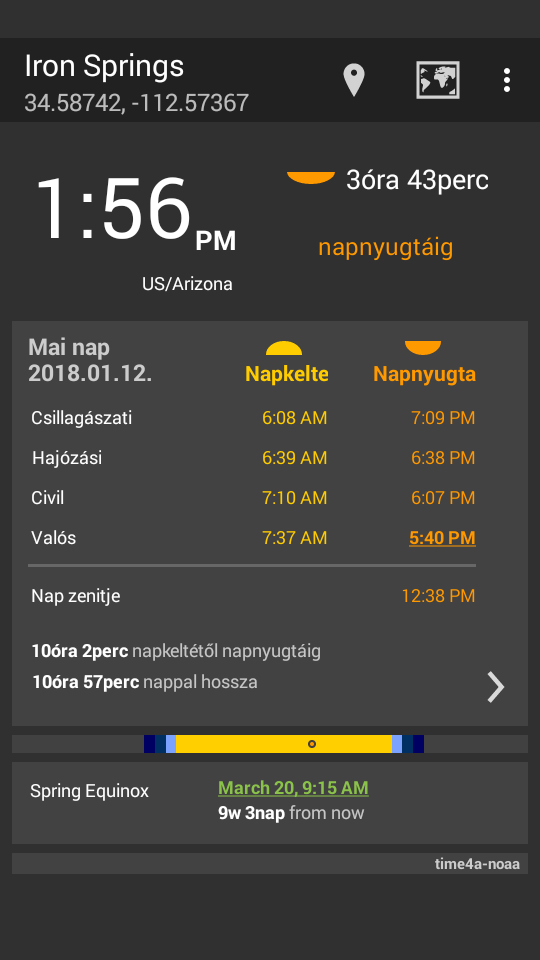 Iron Springs
34.58742, -112.57367
1:56 PM
3óra 43perc
napnyugtáig
US/Arizona
Mai nap
2018.01.12.
Napkelte Napnyugta
Csillagászati 6:08 AM 7:09 PM
Hajózási 6:39 AM 6:38 PM
Civil 7:10 AM 6:07 PM
Valós 7:37 AM 5:40 PM
Nap zenitje 12:38 PM
10óra 2perc napkeltétől napnyugtáig
10óra 57perc nappal hossza
Spring Equinox March 20, 9:15 AM
9w 3nap from now
time4a-noaa